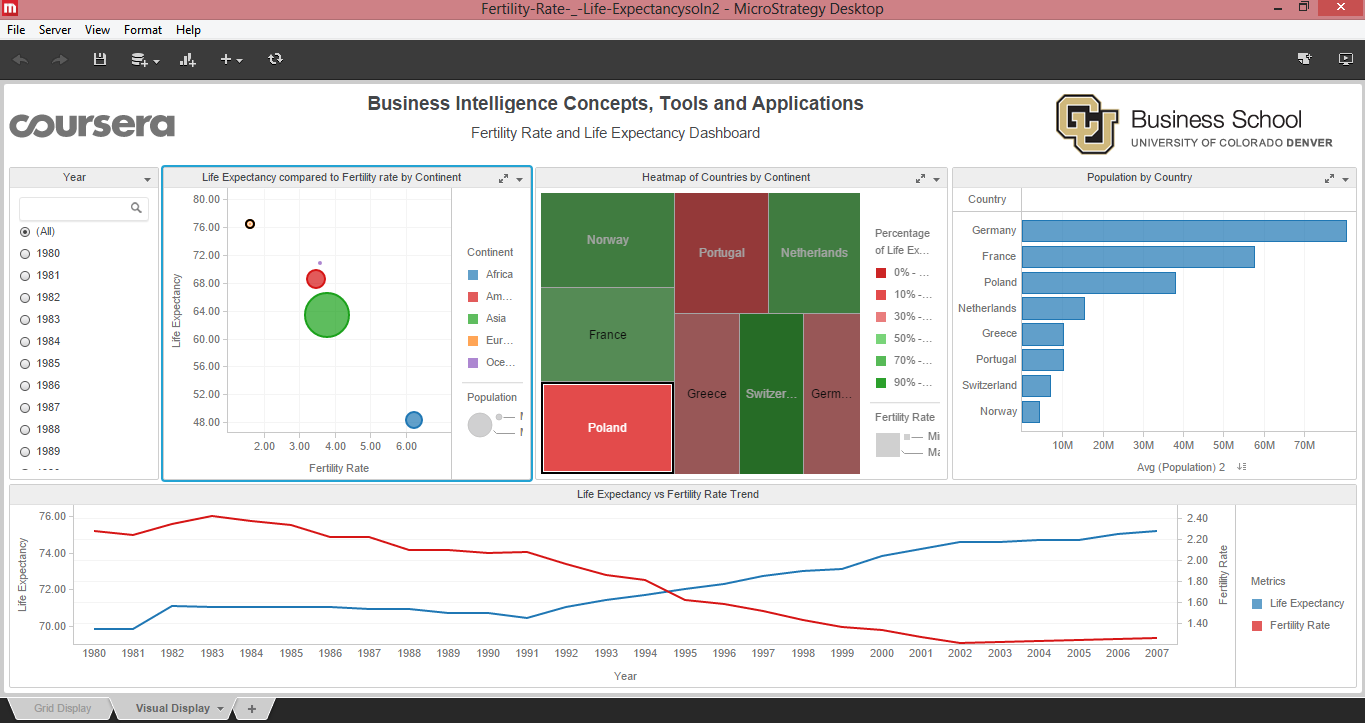 Fertility-Rate-_-Life-Expectancysoln2 - MicroStrategy Desktop
File Server View Format Help
coursera
Business Intelligence Concepts, Tools and Applications
Fertility Rate and Life Expectancy Dashboard
CU
Business School
UNIVERSITY OF COLORADO DENVER
Year
(All)
1980
1981
1982
1983
1984
1985
1986
1987
1988
1989
Life Expectancy compared to Fertility rate by Continent
80.00
76.00
72.00
68.00
64.00
60.00
56.00
52.00
48.00
Life Expectancy
2.00 3.00 4.00 5.00 6.00
Fertility Rate
Continent
Africa
Am...
Asia
Eur...
Oce...
Population
Heatmap of Countries by Continent
Norway
Portugal
Netherlands
France
Poland
Greece
Switzer...
Germ...
Percentage
of Life Ex...
0% - ...
10% -...
30% -...
50% -...
70% -...
90% -...
Fertility Rate
Mi
Ma
Population by Country
Country
Germany
France
Poland
Netherlands
Greece
Portugal
Switzerland
Norway
10M 20M 30M 40M 50M 60M 70M
Avg (Population) 2
Life Expectancy vs Fertility Rate Trend
76.00
74.00
72.00
70.00
Life Expectancy
2.40
2.20
2.00
1.80
1.60
1.40
Fertility Rate
1980 1981 1982 1983 1984 1985 1986 1987 1988 1989 1990 1991 1992 1993 1994 1995 1996 1997 1998 1999 2000 2001 2002 2003 2004 2005 2006 2007
Year
Metrics
Life Expectancy
Fertility Rate
Grid Display
Visual Display